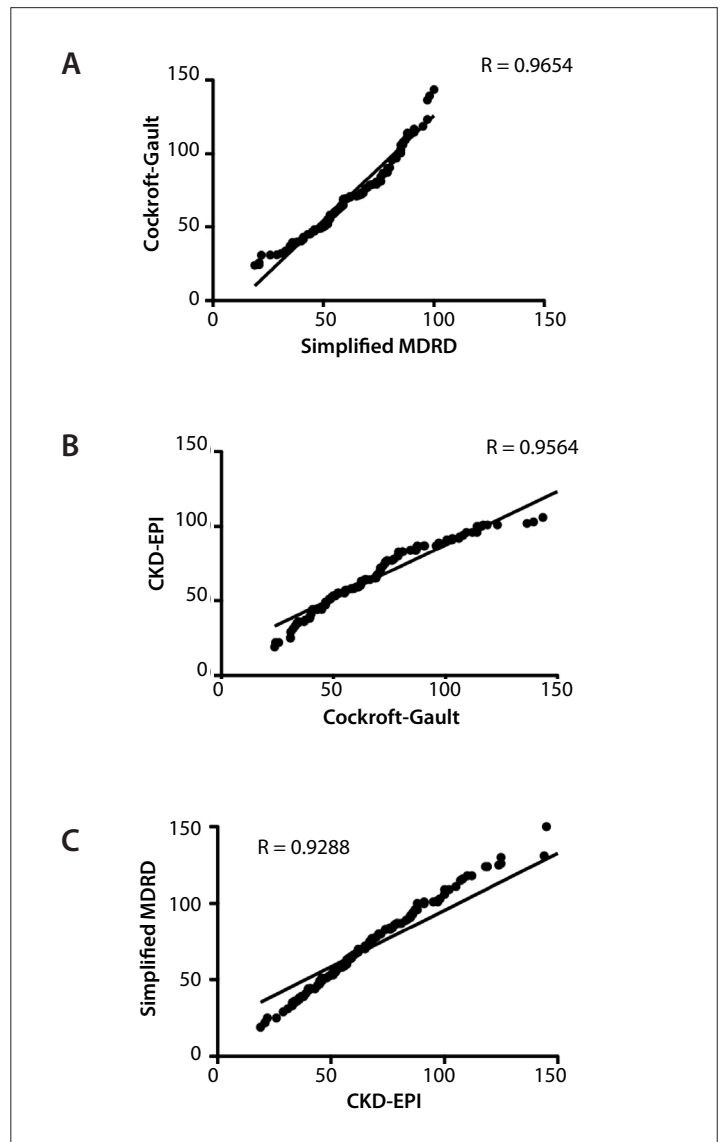 A
R = 0.9654
Cockroft-Gault
150
100
50
0
0 50 100 150
Simplified MDRD
B
R = 0.9564
CKD-EPI
150
100
50
0
0 50 100 150
Cockroft-Gault
C
R = 0.9288
Simplified MDRD
150
100
50
0
0 50 100 150
CKD-EPI